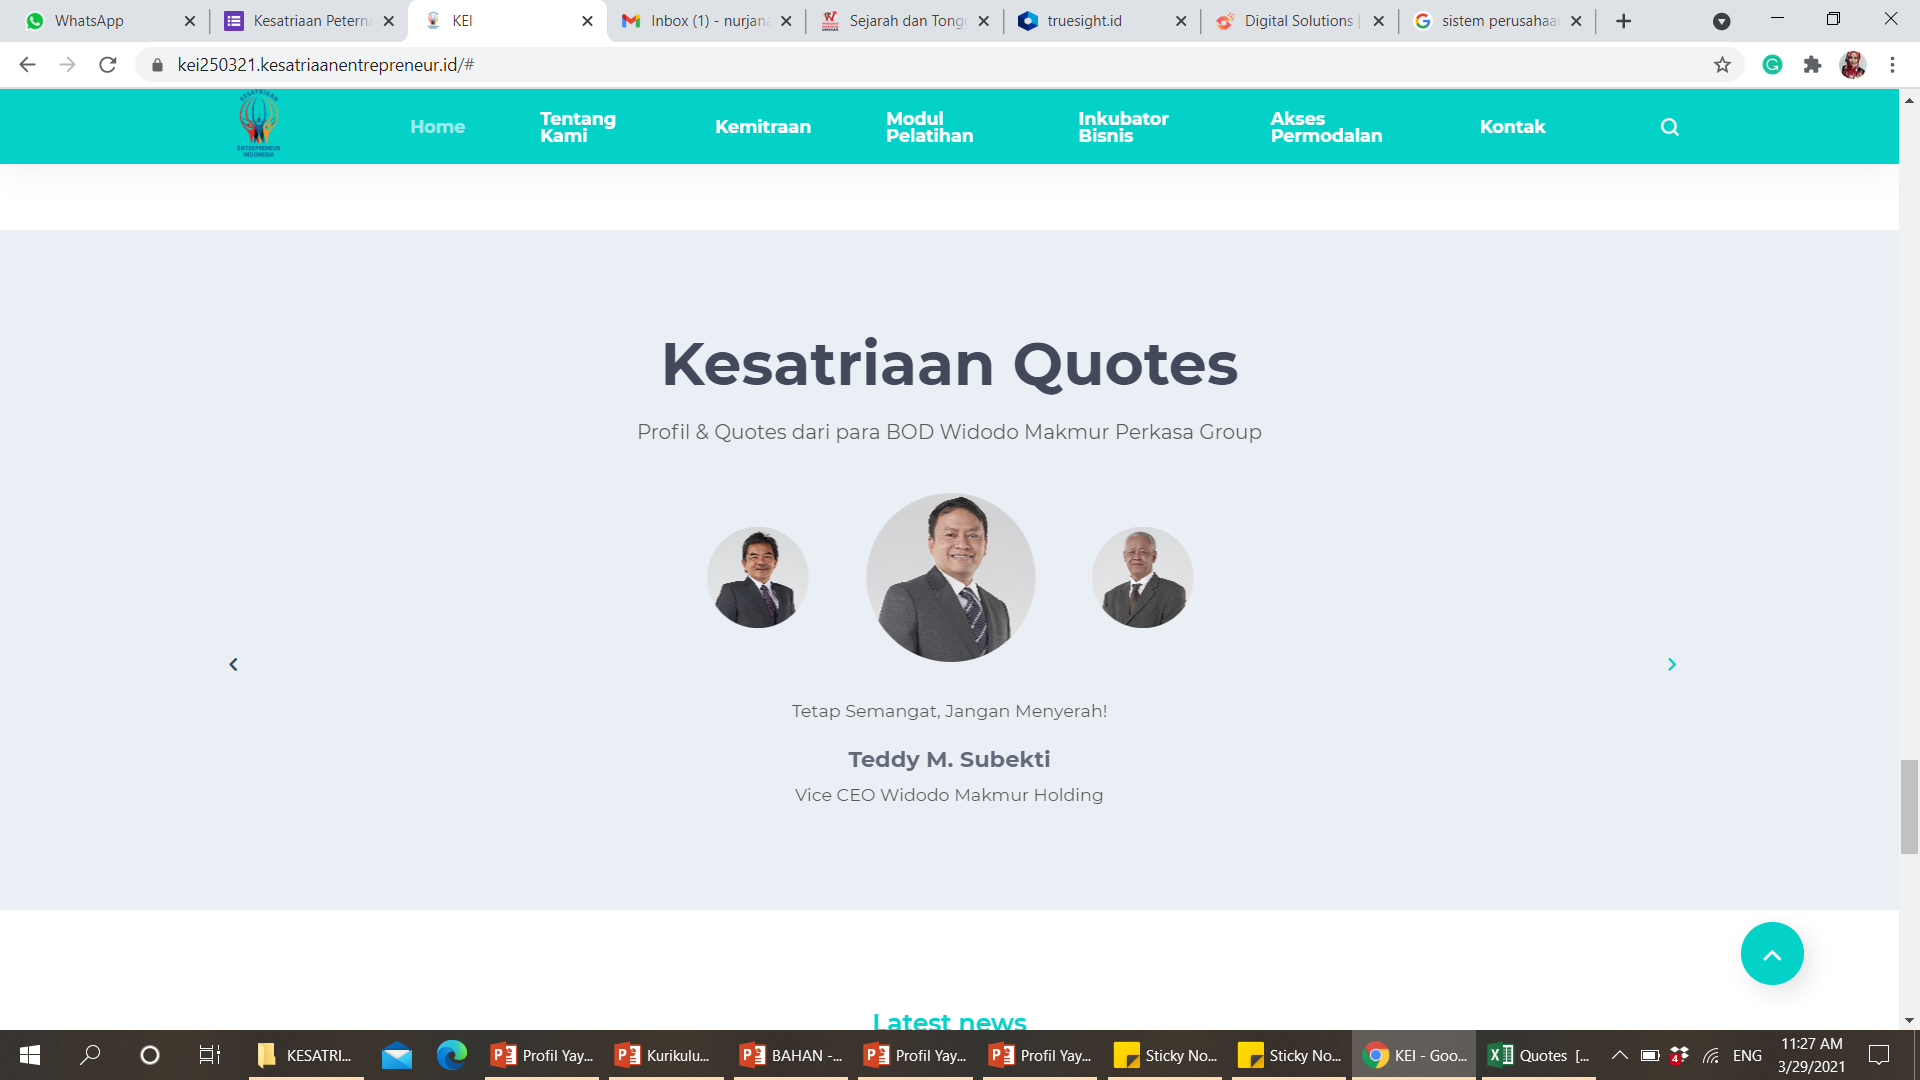 WhatsApp
Kesatriaan Petern
KEI
Inbox (1) - nurjan
Sejarah dan Tong
truesight.id
Digital Solutions |
sistem perusahaa
kei250321.kesatriaanentrepreneur.id/#
KESATRIAAN
ENTREPRENEUR
INDONESIA
Home
Tentang
Kami
Kemitraan
Modul
Pelatihan
Inkubator
Bisnis
Akses
Permodalan
Kontak
Kesatriaan Quotes
Profil & Quotes dari para BOD Widodo Makmur Perkasa Group
Tetap Semangat, Jangan Menyerah!
Teddy M. Subekti
Vice CEO Widodo Makmur Holding
Latest news
KESATRI...
Profil Yay...
Kurikulu...
BAHAN -...
Profil Yay...
Profil Yay...
Sticky No...
Sticky No...
KEI - Goo...
Quotes [...
4
ENG
11:27 AM
3/29/2021